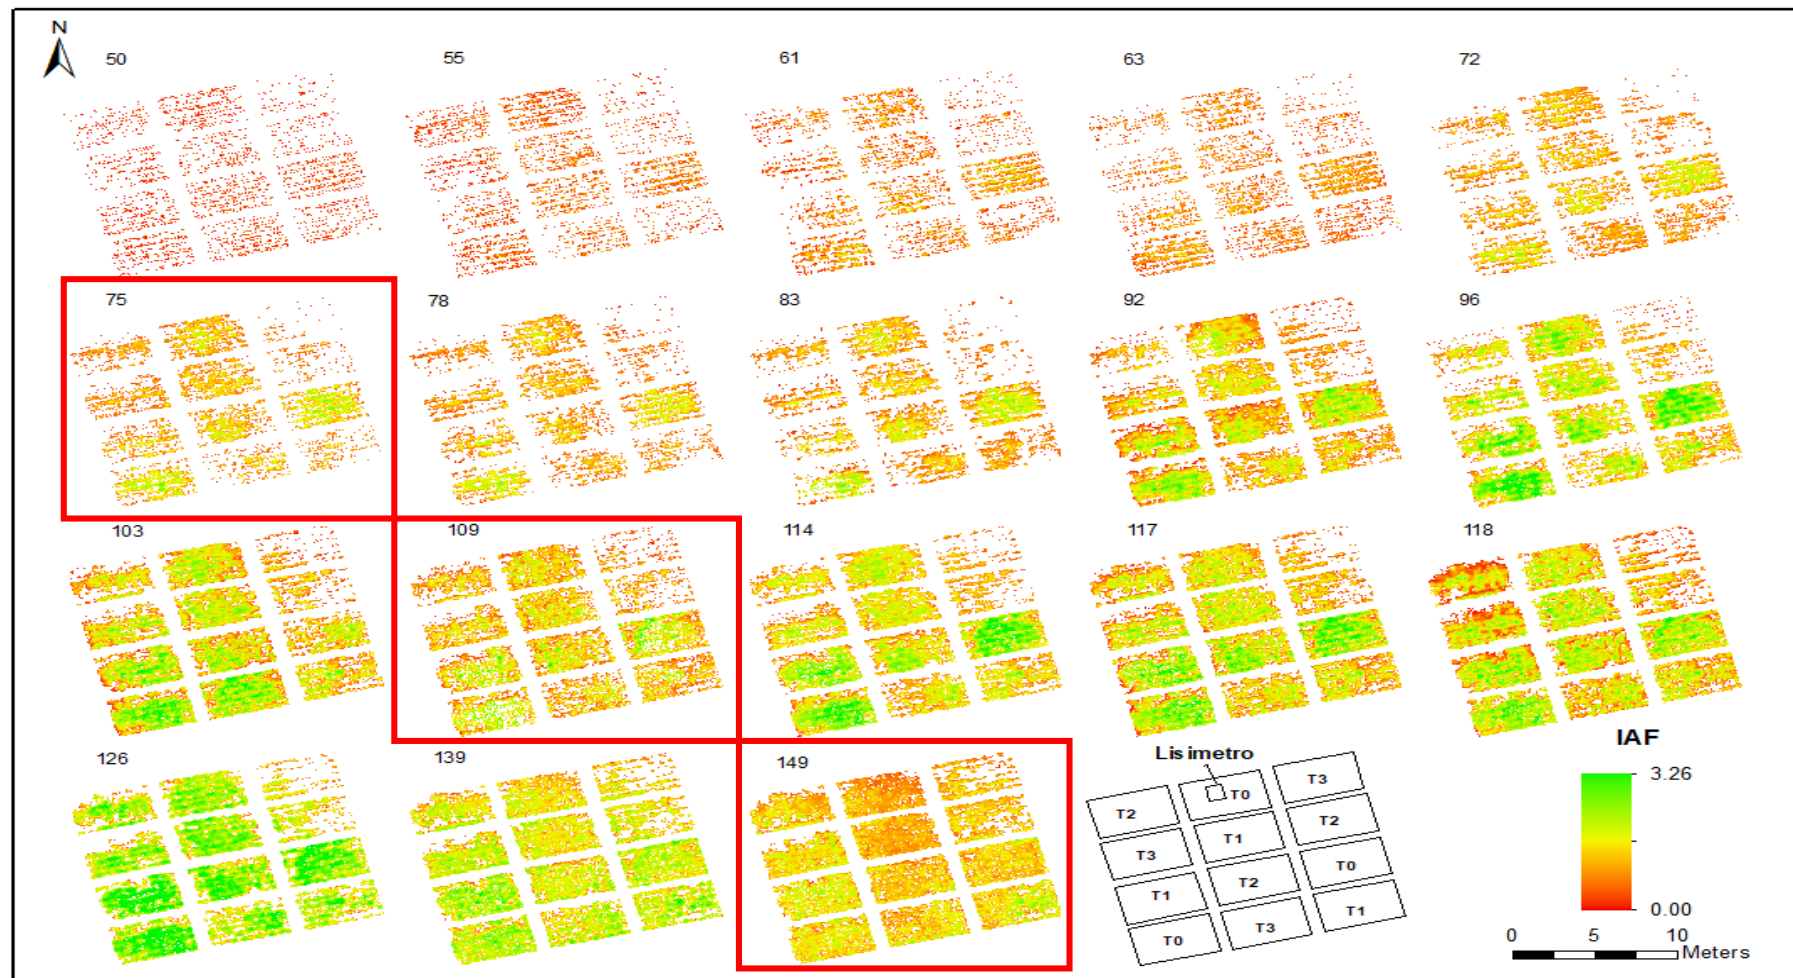 N
50 55 61 63 72
75 78 83 92 96
103 109 114 117 118
126 139 149
Lisimetro
T2 T0 T3
T3 T1 T2
T1 T2 T0
T0 T3 T1
IAF
3.26
0.00
0 5 10
Meters